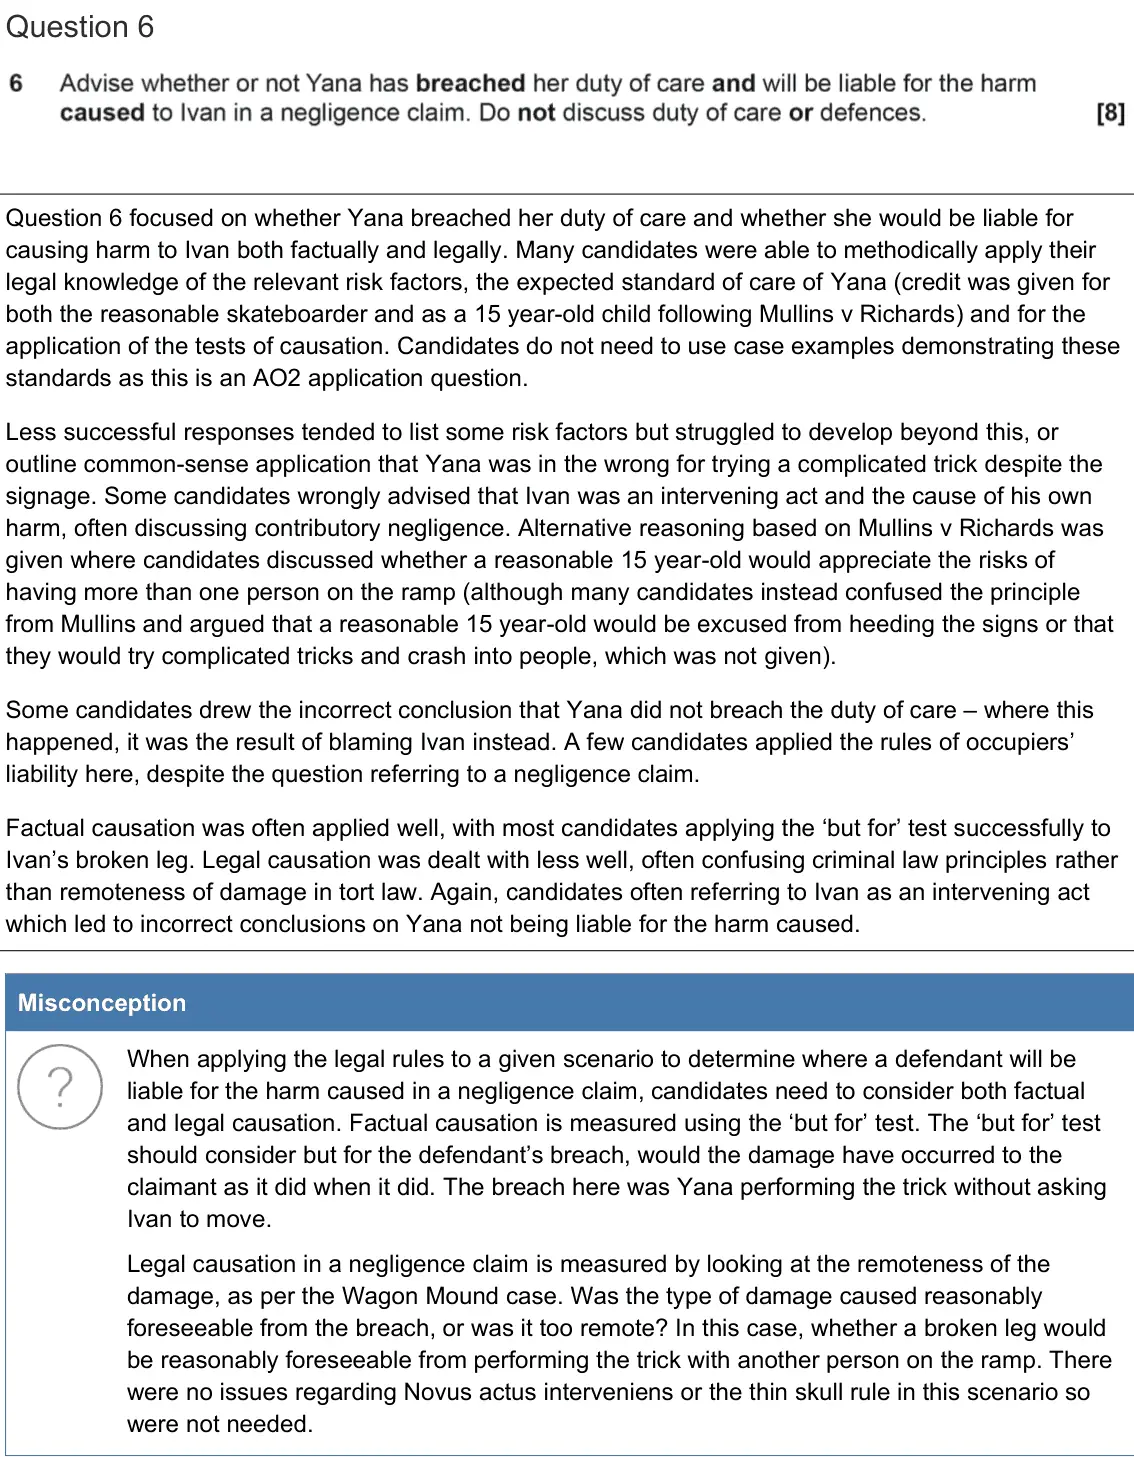 Question 6
6 Advise whether or not Yana has breached her duty of care and will be liable for the harm
caused to Ivan in a negligence claim. Do not discuss duty of care or defences. [8]
Question 6 focused on whether Yana breached her duty of care and whether she would be liable for
causing harm to Ivan both factually and legally. Many candidates were able to methodically apply their
legal knowledge of the relevant risk factors, the expected standard of care of Yana (credit was given for
both the reasonable skateboarder and as a 15 year-old child following Mullins v Richards) and for the
application of the tests of causation. Candidates do not need to use case examples demonstrating these
standards as this is an AO2 application question.
Less successful responses tended to list some risk factors but struggled to develop beyond this, or
outline common-sense application that Yana was in the wrong for trying a complicated trick despite the
signage. Some candidates wrongly advised that Ivan was an intervening act and the cause of his own
harm, often discussing contributory negligence. Alternative reasoning based on Mullins v Richards was
given where candidates discussed whether a reasonable 15 year-old would appreciate the risks of
having more than one person on the ramp (although many candidates instead confused the principle
from Mullins and argued that a reasonable 15 year-old would be excused from heeding the signs or that
they would try complicated tricks and crash into people, which was not given).
Some candidates drew the incorrect conclusion that Yana did not breach the duty of care – where this
happened, it was the result of blaming Ivan instead. A few candidates applied the rules of occupiers’
liability here, despite the question referring to a negligence claim.
Factual causation was often applied well, with most candidates applying the ‘but for’ test successfully to
Ivan’s broken leg. Legal causation was dealt with less well, often confusing criminal law principles rather
than remoteness of damage in tort law. Again, candidates often referring to Ivan as an intervening act
which led to incorrect conclusions on Yana not being liable for the harm caused.
Misconception
?
When applying the legal rules to a given scenario to determine where a defendant will be
liable for the harm caused in a negligence claim, candidates need to consider both factual
and legal causation. Factual causation is measured using the ‘but for’ test. The ‘but for’ test
should consider but for the defendant’s breach, would the damage have occurred to the
claimant as it did when it did. The breach here was Yana performing the trick without asking
Ivan to move.
Legal causation in a negligence claim is measured by looking at the remoteness of the
damage, as per the Wagon Mound case. Was the type of damage caused reasonably
foreseeable from the breach, or was it too remote? In this case, whether a broken leg would
be reasonably foreseeable from performing the trick with another person on the ramp. There
were no issues regarding Novus actus interveniens or the thin skull rule in this scenario so
were not needed.